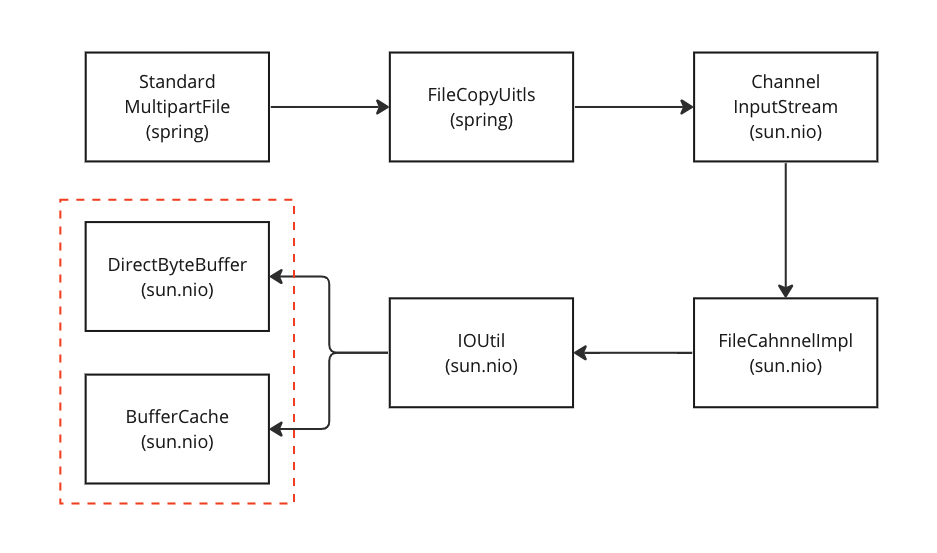 Standard
MultipartFile
(spring)
FileCopyUitls
(spring)
Channel
InputStream
(sun.nio)
DirectByteBuffer
(sun.nio)
IOUtil
(sun.nio)
FileCahnnelImpl
(sun.nio)
BufferCache
(sun.nio)